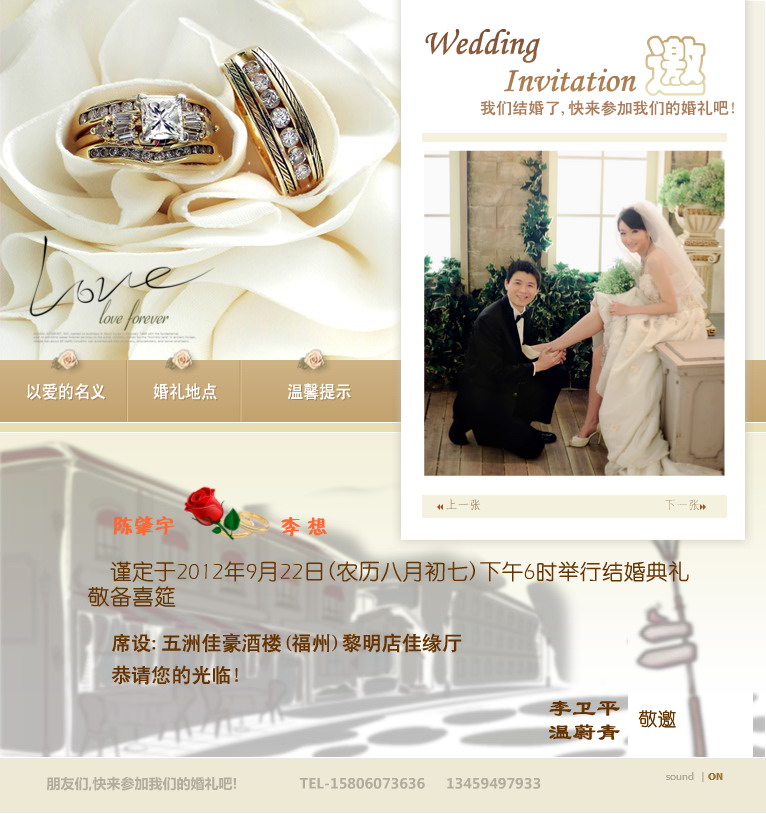 Wedding
Invitation 邀
我们结婚了,快来参加我们的婚礼吧!
Love
love forever
以爱的名义 婚礼地点 温馨提示
上一张 下一张
陈肇宇 李想
谨定于2012年9月22日(农历八月初七)下午6时举行结婚典礼
敬备喜筵
席设: 五洲佳豪酒楼(福州)黎明店佳缘厅
恭请您的光临!
李卫平
温蔚青 敬邀
朋友们,快来参加我们的婚礼吧! TEL-15806073636 13459497933
sound | ON